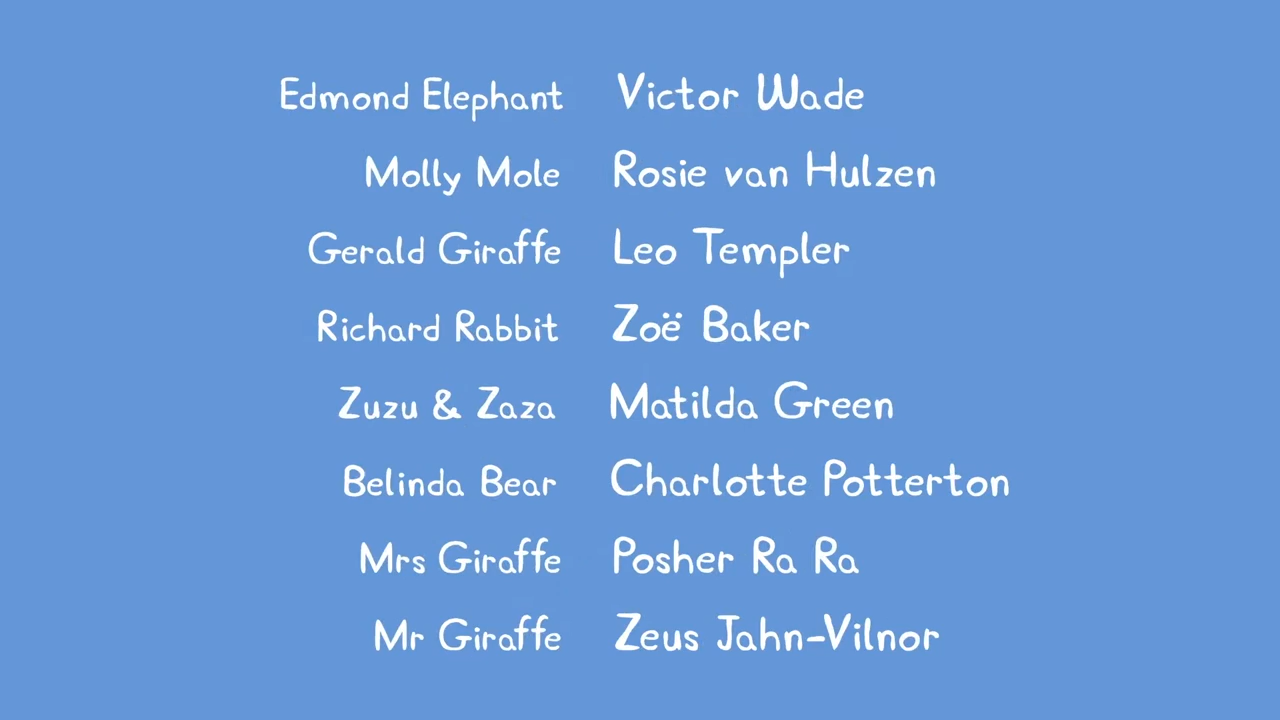 Edmond Elephant Victor Wade
Molly Mole Rosie van Hulzen
Gerald Giraffe Leo Templer
Richard Rabbit Zoë Baker
Zuzu & Zaza Matilda Green
Belinda Bear Charlotte Potterton
Mrs Giraffe Posher Ra Ra
Mr Giraffe Zeus Jahn-Vilnor